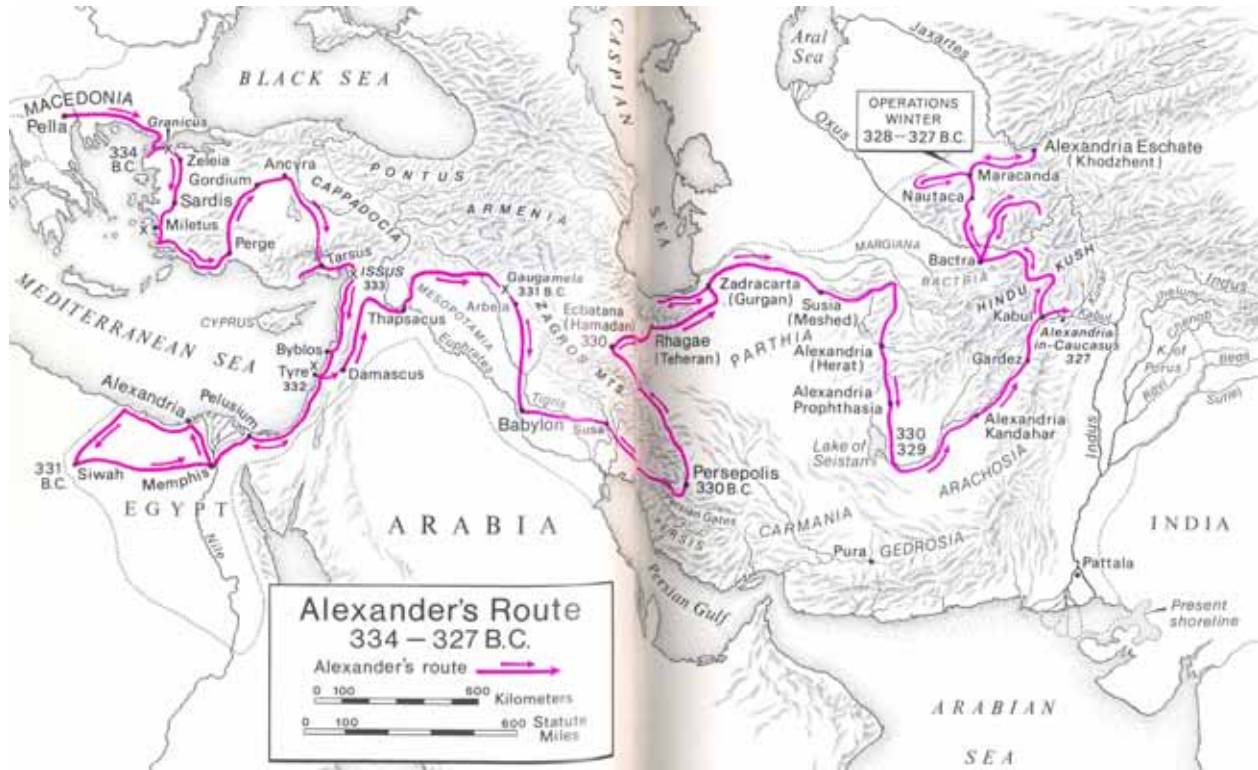 BLACK SEA
CASPIAN
SEA
Aral
Sea
Jaxartes
Oxus
OPERATIONS
WINTER
328–327 B.C.
Alexandria Eschate
(Khodzhent)
Maracanda
Nautaca
MACEDONIA
Pella
Granicus
334
B.C.
Zeleia
Gordium
Ancyra
Sardis
Miletus
Perge
PONTUS
CAPPADOCIA
ARMENIA
Tarsus
ISSUS
333
Gaugamela
331 B.C.
Arbela
MESOPOTAMIA
Thapsacus
Euphrates
ZAGROS MTS.
Ecbatana
(Hamadan)
330
Rhagae
(Teheran)
Zadracarta
(Gurgan)
Susia
(Meshed)
PARTHIA
MARGIANA
Bactra
BACTRIA
HINDU KUSH
Kabul
Kabul
Alexandria
in-Caucasus
327
Gardez
Indus
Jhelum
Chenab
K. of
Porus
Ravi
Beas
Sutlej
MEDITERRANEAN SEA
CYPRUS
Byblos
Tyre
332
Damascus
Alexandria
Pelusium
Siwah
331
B.C.
Memphis
EGYPT
Nile
ARABIA
Tigris
Babylon
Susa
Persepolis
330 B.C.
Persian Gates
PERSIS
CARMANIA
Pura
GEDROSIA
Persian Gulf
Alexandria
(Herat)
Alexandria
Prophthasia
Lake of
Seistan
330
329
Alexandria
Kandahar
ARACHOSIA
Indus
INDIA
Pattala
Present
shoreline
ARABIAN
SEA
Alexander's Route
334 – 327 B.C.
Alexander's route
0 100 600
Kilometers
0 100 600
Statute
Miles